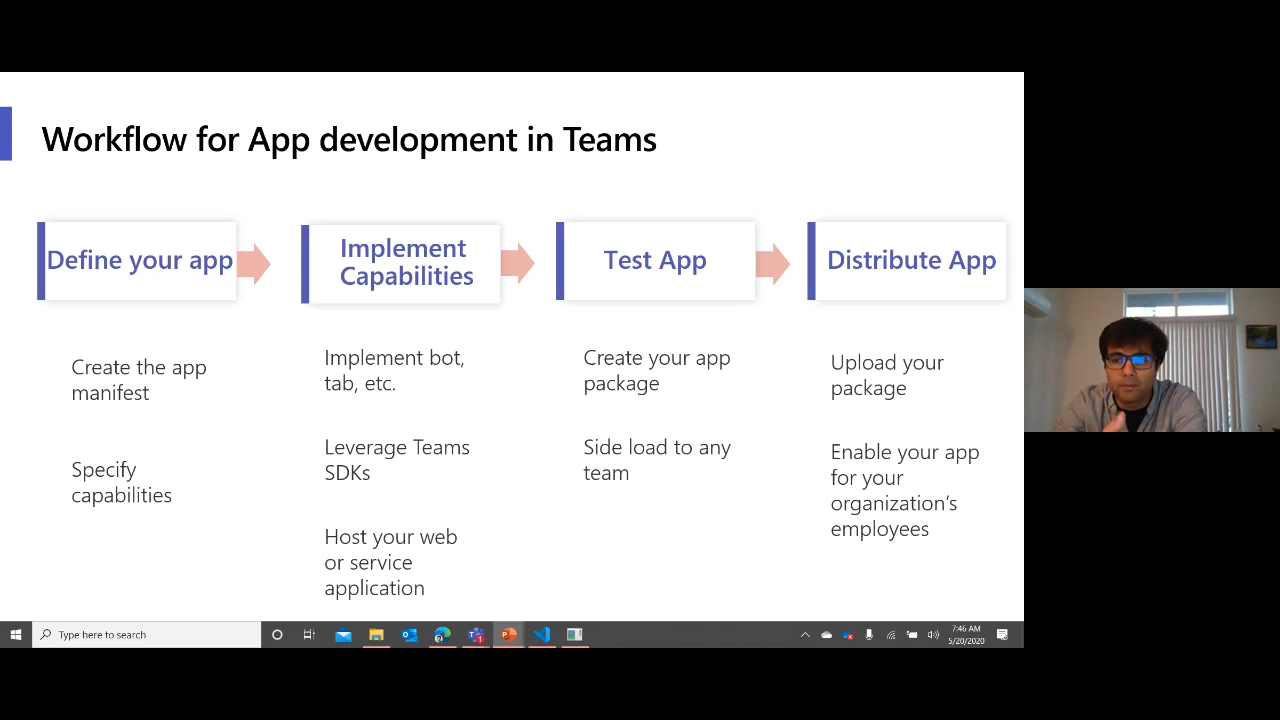 Workflow for App development in Teams
Define your app
Implement
Capabilities
Test App
Distribute App
Create the app
manifest
Specify
capabilities
Implement bot,
tab, etc.
Leverage Teams
SDKs
Host your web
or service
application
Create your app
package
Side load to any
team
Upload your
package
Enable your app
for your
organization's
employees
Type here to search
7:46 AM
5/20/2020